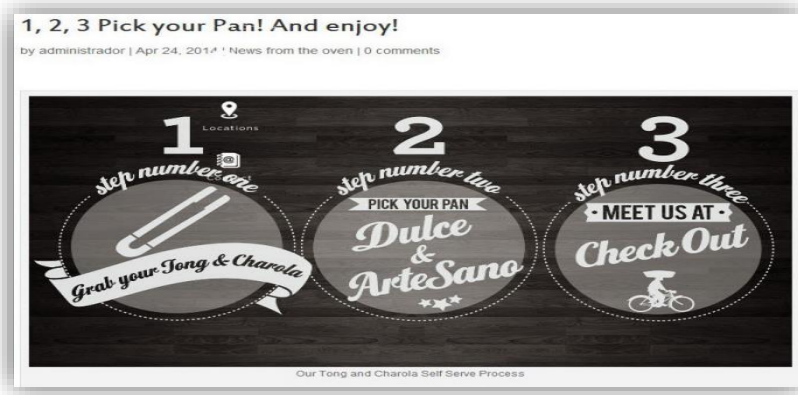 1, 2, 3 Pick your Pan! And enjoy!
by administrador | Apr 24, 2014 | News from the oven | 0 comments
1
Locations
step number one
Grab your Tong & Charola
2
step number two
PICK YOUR PAN
Dulce
&
ArteSano
3
step number three
• MEET US AT •
Check Out
Our Tong and Charola Self Serve Process